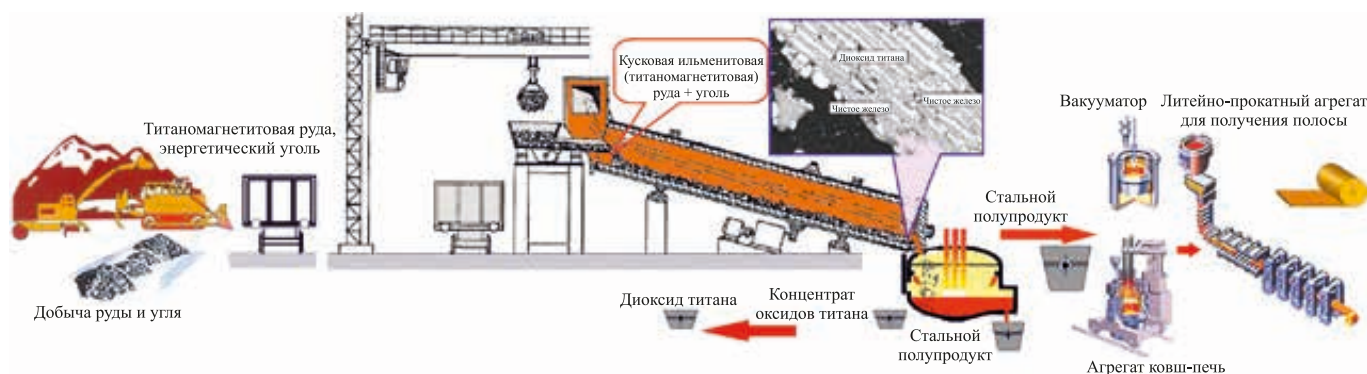 Титаномагнетитовая руда,
энергетический уголь
Добыча руды и угля
Кусковая ильменитовая
(титаномагнетитовая)
руда + уголь
Диоксид титана
Чистое железо
Чистое железо
Вакууматор
Литейно-прокатный агрегат
для получения полосы
Стальной
полупродукт
Диоксид титана
Концентрат
оксидов титана
Стальной
полупродукт
Агрегат ковш-печь